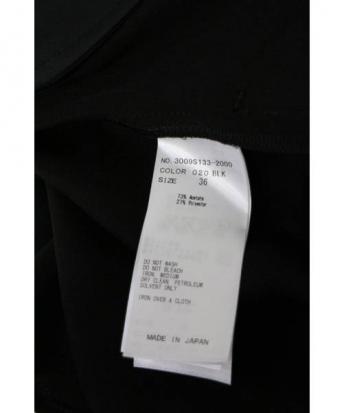 NO. 3009S133-2000
COLOR 020 BLK
SIZE 36
73% Acetate
27% Polyester
DO NOT WASH
DO NOT BLEACH
IRON, MEDIUM
DRY CLEAN, PETROLEUM
SOLVENT ONLY
IRON OVER A CLOTH
MADE IN JAPAN